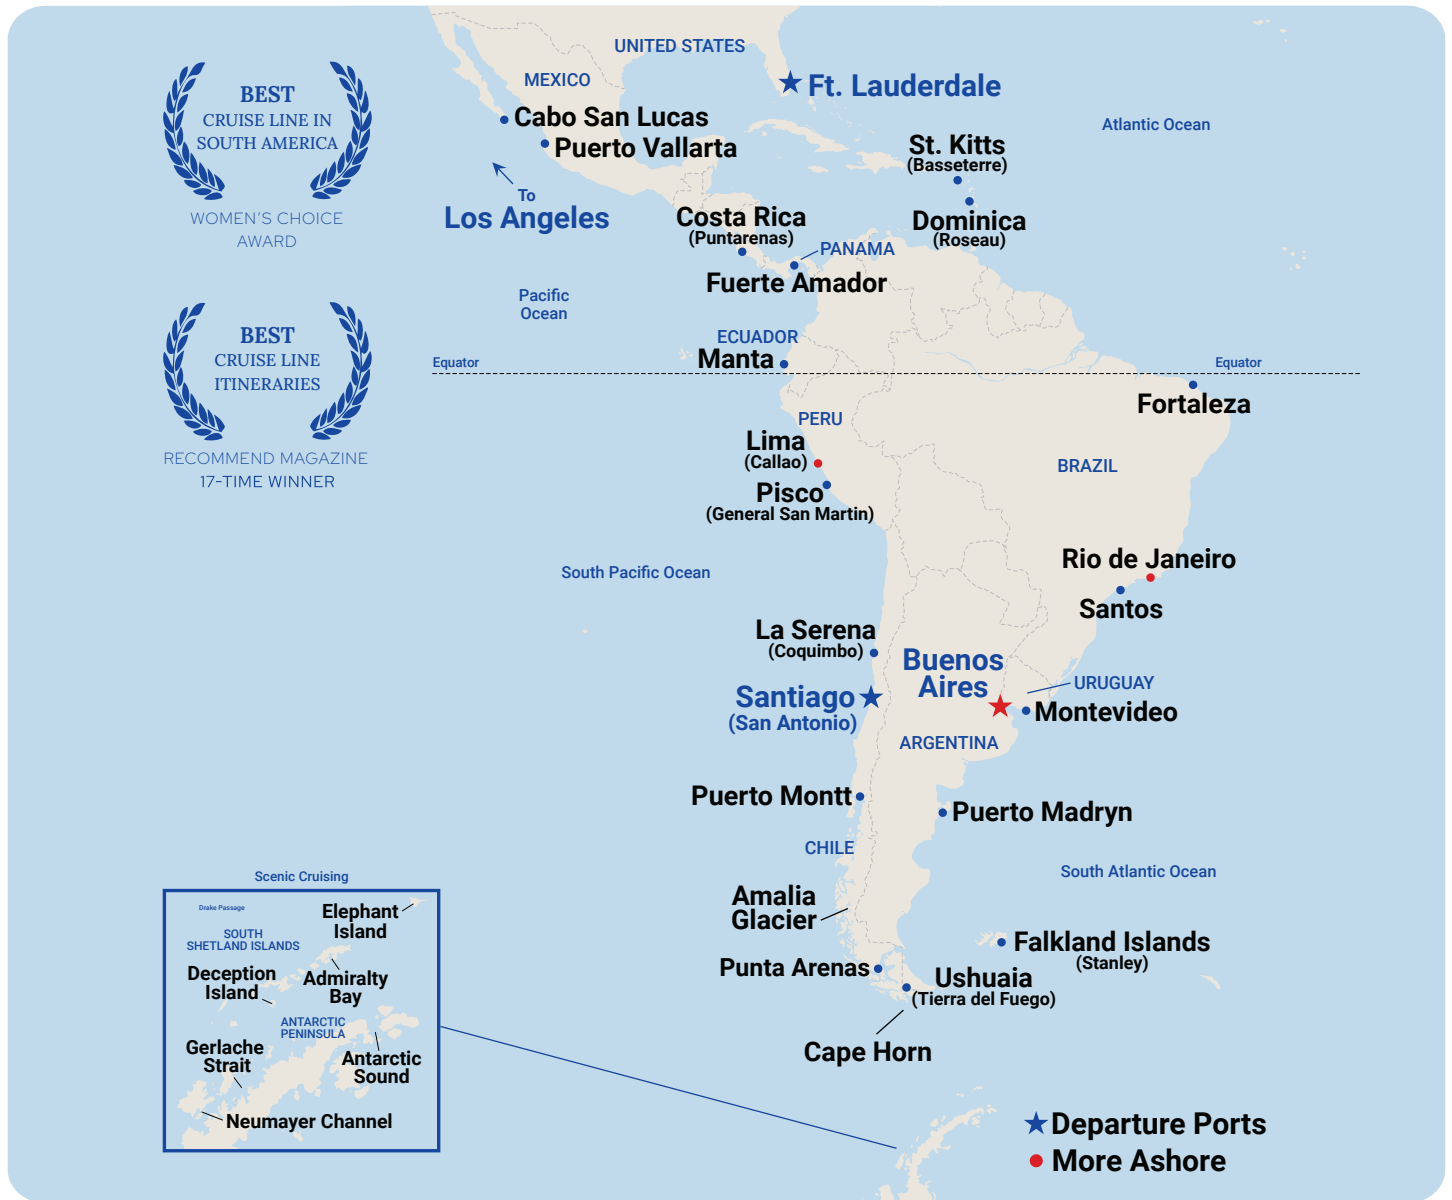 BEST
CRUISE LINE IN
SOUTH AMERICA
WOMEN'S CHOICE
AWARD
BEST
CRUISE LINE
ITINERARIES
RECOMMEND MAGAZINE
17-TIME WINNER
UNITED STATES
MEXICO
Ft. Lauderdale
Cabo San Lucas
Puerto Vallarta
Atlantic Ocean
St. Kitts
(Basseterre)
To
Los Angeles
Costa Rica
(Puntarenas)
Dominica
(Roseau)
PANAMA
Fuerte Amador
Pacific
Ocean
ECUADOR
Manta
Equator
Equator
Fortaleza
PERU
Lima
(Callao)
BRAZIL
Pisco
(General San Martin)
Rio de Janeiro
South Pacific Ocean
Santos
La Serena
(Coquimbo)
Buenos
Aires
Santiago
(San Antonio)
URUGUAY
Montevideo
ARGENTINA
Puerto Montt
Puerto Madryn
CHILE
South Atlantic Ocean
Amalia
Glacier
Falkland Islands
(Stanley)
Punta Arenas
Ushuaia
(Tierra del Fuego)
Cape Horn
Scenic Cruising
Drake Passage
Elephant
Island
SOUTH
SHETLAND ISLANDS
Deception
Island
Admiralty
Bay
ANTARCTIC
PENINSULA
Gerlache
Strait
Antarctic
Sound
Neumayer Channel
Departure Ports
More Ashore